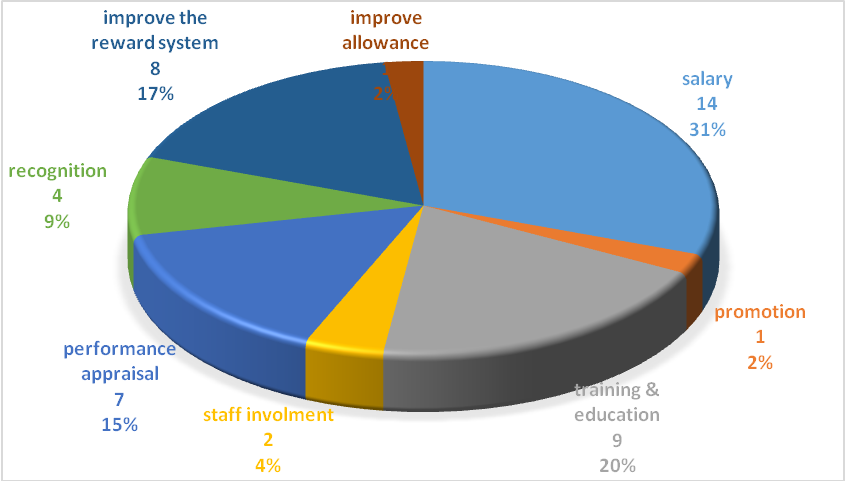 improve the
reward system
8
17%
improve
allowance
1
2%
salary
14
31%
recognition
4
9%
promotion
1
2%
performance
appraisal
7
15%
staff involment
2
4%
training &
education
9
20%